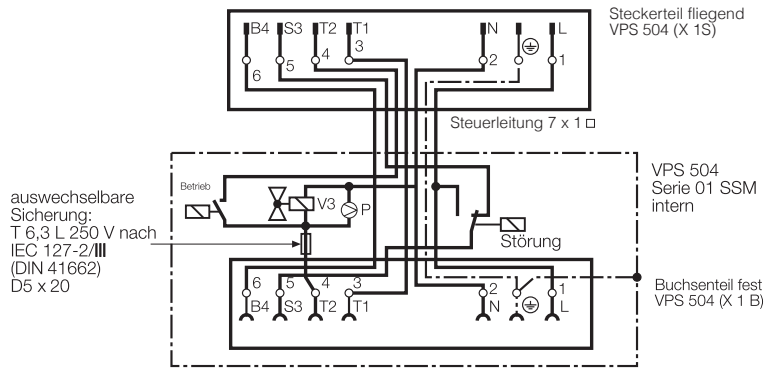 B4 S3 T2 T1 N L
6 5 4 3 2 1
Steckerteil fliegend
VPS 504 (X 1S)
Steuerleitung 7 x 1 □
VPS 504
Serie 01 SSM
intern
Betrieb
V3
P
Störung
auswechselbare
Sicherung:
T 6,3 L 250 V nach
IEC 127-2/III
(DIN 41662)
D5 x 20
6 5 4 3 2 1
B4 S3 T2 T1 N L
Buchsenteil fest
VPS 504 (X 1 B)